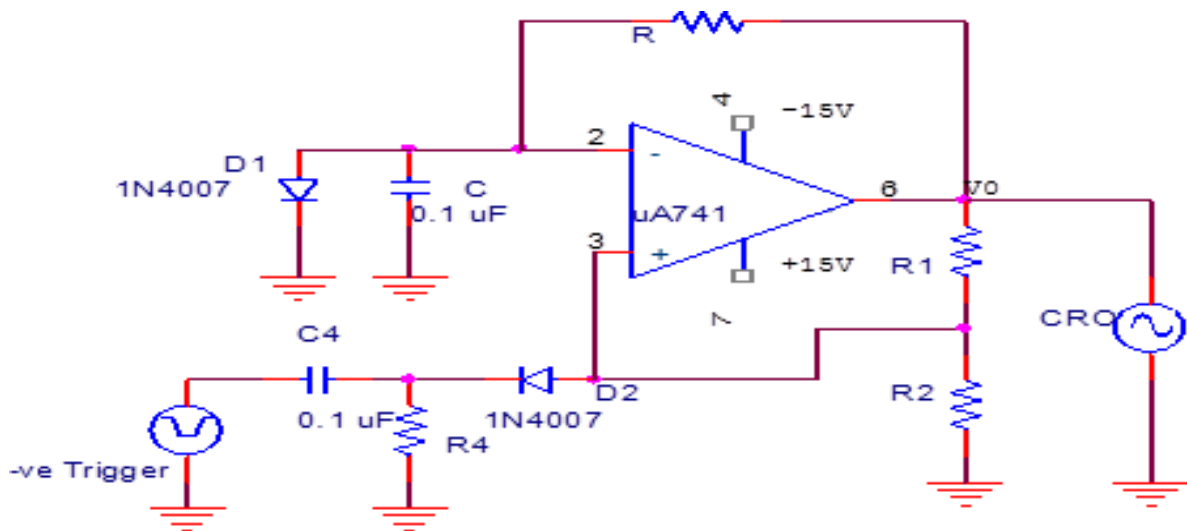 R
4
-15V
2
-
D1
1N4007
C
0.1 uF
uA741
6
V0
3
+
+15V
R1
7
CRO
C4
D2
R2
0.1 uF
1N4007
R4
-ve Trigger